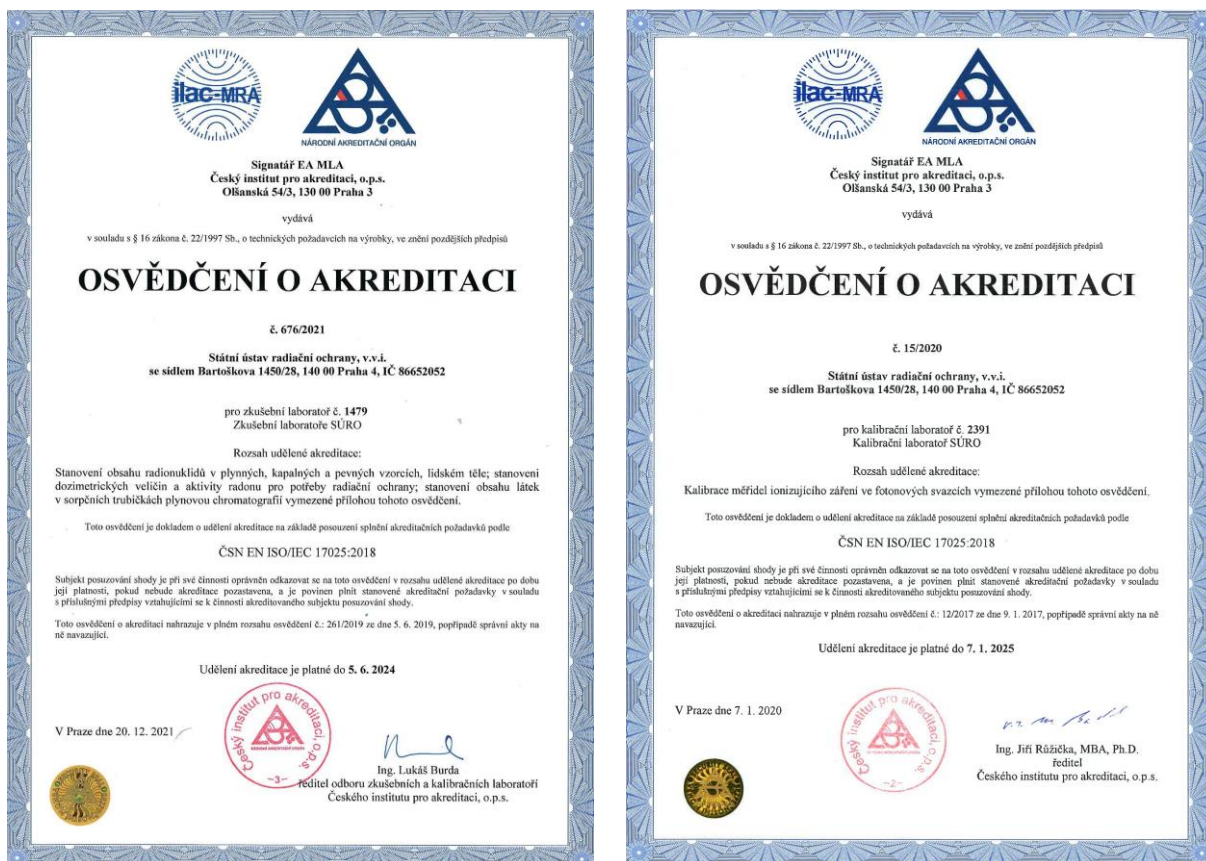 ilac-MRA
NÁRODNÍ AKREDITAČNÍ ORGÁN
Signatář EA MLA
Český institut pro akreditaci, o.p.s.
Olšanská 54/3, 130 00 Praha 3
vydává
v souladu s § 16 zákona č. 22/1997 Sb., o technických požadavcích na výrobky, ve znění pozdějších předpisů
OSVĚDČENÍ O AKREDITACI
č. 676/2021
Státní ústav radiační ochrany, v.v.i.
se sídlem Bartoškova 1450/28, 140 00 Praha 4, IČ 86652052
pro zkušební laboratoř č. 1479
Zkušební laboratoře SÚRO
Rozsah udělené akreditace:
Stanovení obsahu radionuklidů v plynných, kapalných a pevných vzorcích, lidském těle; stanovení
dozimetrických veličin a aktivity radonu pro potřeby radiační ochrany; stanovení obsahu látek
v sorpčních trubičkách plynovou chromatografií vymezené přílohou tohoto osvědčení.
Toto osvědčení je dokladem o udělení akreditace na základě posouzení splnění akreditačních požadavků podle
ČSN EN ISO/IEC 17025:2018
Subjekt posuzování shody je při své činnosti oprávněn odkazovat se na toto osvědčení v rozsahu udělené akreditace po dobu
její platnosti, pokud nebude akreditace pozastavena, a je povinen plnit stanovené akreditační požadavky v souladu
s příslušnými předpisy vztahujícími se k činnosti akreditovaného subjektu posuzování shody.
Toto osvědčení o akreditaci nahrazuje v plném rozsahu osvědčení č.: 261/2019 ze dne 5. 6. 2019, popřípadě správní akty na
ně navazující.
Udělení akreditace je platné do 5. 6. 2024
V Praze dne 20. 12. 2021
Český institut pro akreditaci, o.p.s.
NÁRODNÍ AKREDITAČNÍ ORGÁN
-3-
Ing. Lukáš Burda
ředitel odboru zkušebních a kalibračních laboratoří
Českého institutu pro akreditaci, o.p.s.
ilac-MRA
NÁRODNÍ AKREDITAČNÍ ORGÁN
Signatář EA MLA
Český institut pro akreditaci, o.p.s.
Olšanská 54/3, 130 00 Praha 3
vydává
v souladu s § 16 zákona č. 22/1997 Sb., o technických požadavcích na výrobky, ve znění pozdějších předpisů
OSVĚDČENÍ O AKREDITACI
č. 15/2020
Státní ústav radiační ochrany, v.v.i.
se sídlem Bartoškova 1450/28, 140 00 Praha 4, IČ 86652052
pro kalibrační laboratoř č. 2391
Kalibrační laboratoř SÚRO
Rozsah udělené akreditace:
Kalibrace měřidel ionizujícího záření ve fotonových svazcích vymezené přílohou tohoto osvědčení.
Toto osvědčení je dokladem o udělení akreditace na základě posouzení splnění akreditačních požadavků podle
ČSN EN ISO/IEC 17025:2018
Subjekt posuzování shody je při své činnosti oprávněn odkazovat se na toto osvědčení v rozsahu udělené akreditace po dobu
její platnosti, pokud nebude akreditace pozastavena, a je povinen plnit stanovené akreditační požadavky v souladu
s příslušnými předpisy vztahujícími se k činnosti akreditovaného subjektu posuzování shody.
Toto osvědčení o akreditaci nahrazuje v plném rozsahu osvědčení č.: 12/2017 ze dne 9. 1. 2017, popřípadě správní akty na ně
navazující.
Udělení akreditace je platné do 7. 1. 2025
V Praze dne 7. 1. 2020
Český institut pro akreditaci, o.p.s.
-2-
Ing. Jiří Růžička, MBA, Ph.D.
ředitel
Českého institutu pro akreditaci, o.p.s.